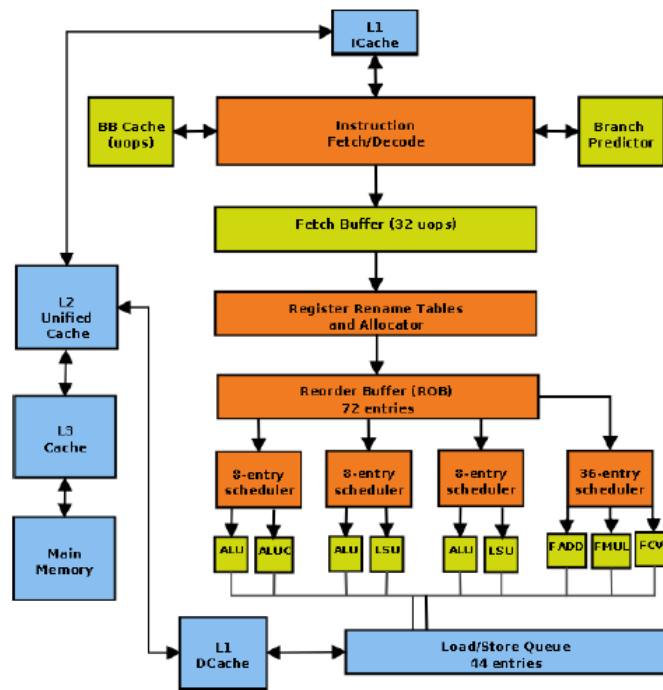 L1
ICache
BB Cache
(uops)
Instruction
Fetch/Decode
Branch
Predictor
Fetch Buffer (32 uops)
L2
Unified
Cache
Register Rename Tables
and Allocator
Reorder Buffer (ROB)
72 entries
L3
Cache
8-entry
scheduler
8-entry
scheduler
8-entry
scheduler
36-entry
scheduler
Main
Memory
ALU
ALUC
ALU
LSU
ALU
LSU
FADD
FMUL
FCV
L1
DCache
Load/Store Queue
44 entries